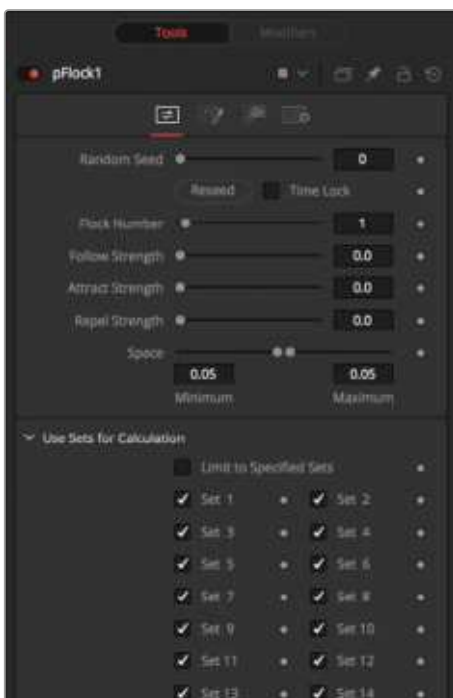 Tools Modifiers
pFlock1
Random Seed 0
Reseed Time Lock
Flock Number 1
Follow Strength 0.0
Attract Strength 0.0
Repel Strength 0.0
Space
0.05 0.05
Minimum Maximum
Use Sets for Calculation
Limit to Specified Sets
Set 1 Set 2
Set 3 Set 4
Set 5 Set 6
Set 7 Set 8
Set 9 Set 10
Set 11 Set 12
Set 13 Set 14